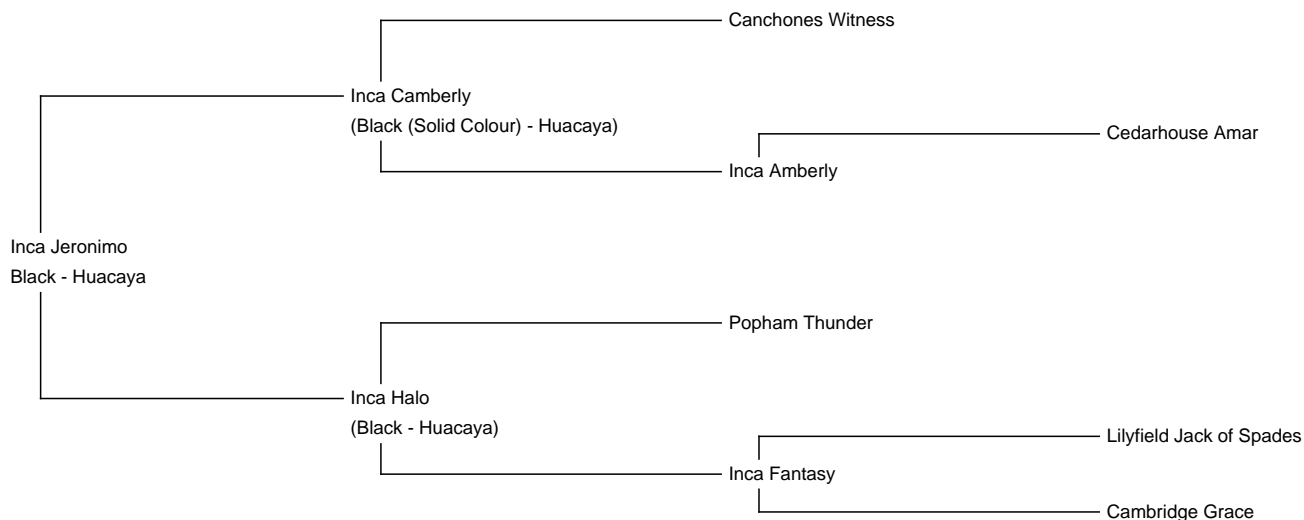 Canchones Witness
Inca Camberly
(Black (Solid Colour) - Huacaya)
Cedarhouse Amar
Inca Amberly
Inca Jeronimo
Black - Huacaya
Popham Thunder
Inca Halo
(Black - Huacaya)
Lilyfield Jack of Spades
Inca Fantasy
Cambridge Grace